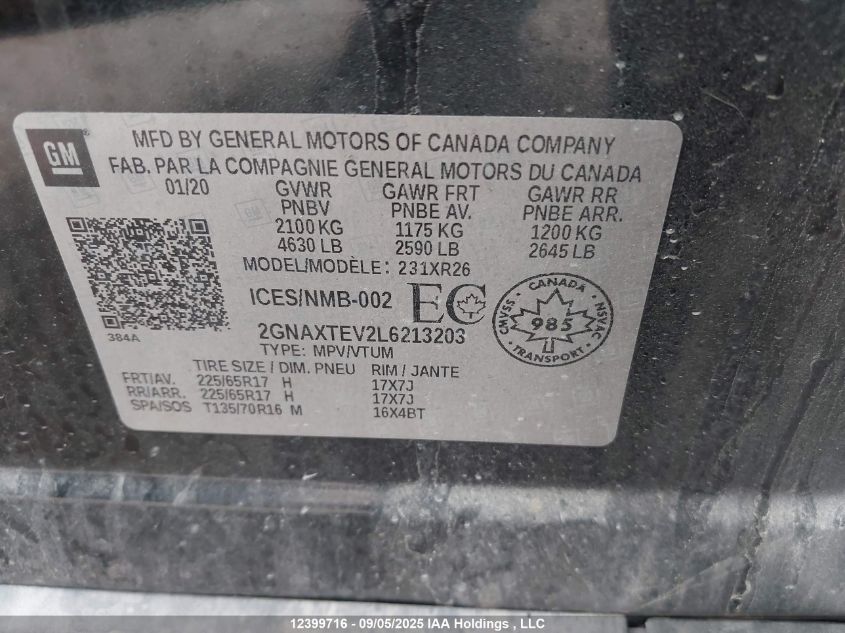 GM
MFD BY GENERAL MOTORS OF CANADA COMPANY
FAB. PAR LA COMPAGNIE GÉNÉRAL MOTORS DU CANADA
01/20 GVWR GAWR FRT GAWR RR
PNBV PNBE AV. PNBE ARR.
2100 KG 1175 KG 1200 KG
4630 LB 2590 LB 2645 LB
MODEL/MODÈLE: 231XR26
ICES/NMB-002 EC
CANADA
CMVSS 985 NSVAC
TRANSPORT
384A
2GNAXTEV2L6213203
TYPE: MPV/VTUM
TIRE SIZE / DIM. PNEU RIM / JANTE
FRT/AV. 225/65R17 H 17X7J
RR/ARR. 225/65R17 H 17X7J
SPA/SOS T135/70R16 M 16X4BT
12399716 - 09/05/2025 IAA Holdings , LLC